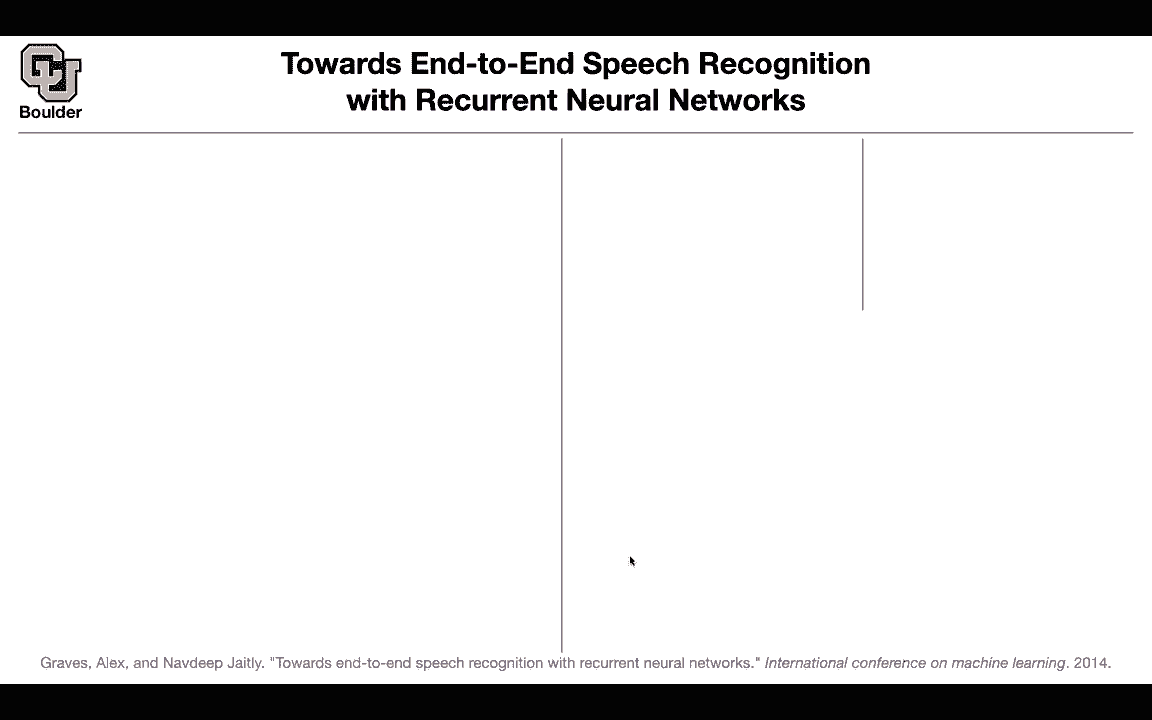 Towards End-to-End Speech Recognition
with Recurrent Neural Networks
CU
Boulder
Graves, Alex, and Navdeep Jaitly. "Towards end-to-end speech recognition with recurrent neural networks." International conference on machine learning. 2014.